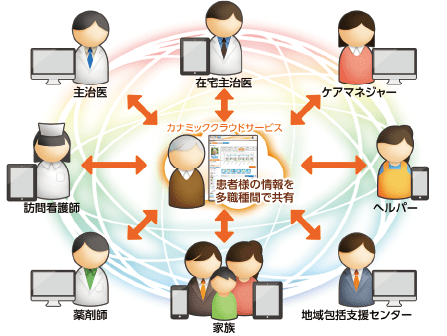 主治医
在宅主治医
ケアマネジャー
カナミッククラウドサービス
患者様の情報を
多職種間で共有
訪問看護師
ヘルパー
薬剤師
家族
地域包括支援センター